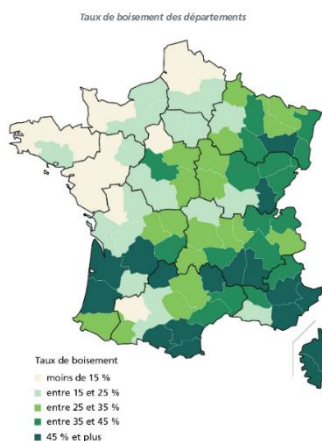 Taux de boisement des départements
Taux de boisement
moins de 15 %
entre 15 et 25 %
entre 25 et 35 %
entre 35 et 45 %
45 % et plus